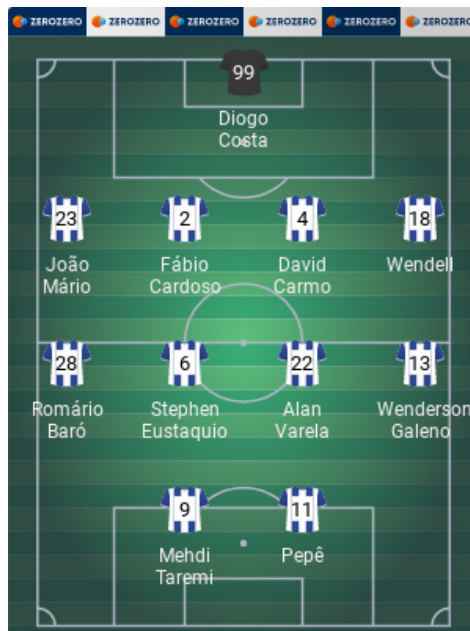 ZEROZERO ZEROZERO ZEROZERO ZEROZERO ZEROZERO ZEROZERO
99
Diogo
Costa
23 2 4 18
João Fábio David Wendell
Mário Cardoso Carmo
28 6 22 13
Romário Stephen Alan Wenderson
Baró Eustaquio Varela Galeno
9 11
Mehdi Pepê
Taremi